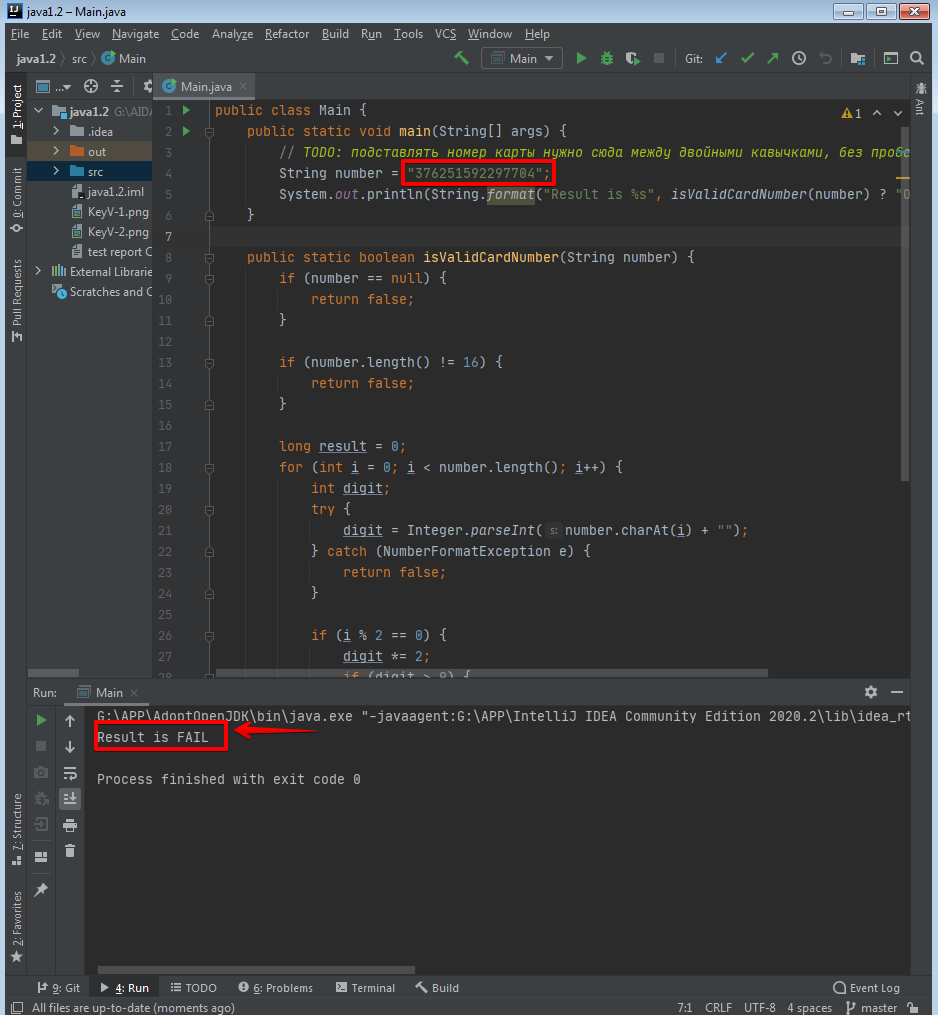 java1.2 – Main.java
File Edit View Navigate Code Analyze Refactor Build Run Tools VCS Window Help
java1.2 src Main Main Git:
1: Project
0: Commit
Pull Requests
7: Structure
2: Favorites
Ant
... Main.java
java1.2 G:\AIDA
.idea
out
src
java1.2.iml
KeyV-1.png
KeyV-2.png
test report
External Librarie
Scratches and C
1
1 public class Main {
2 public static void main(String[] args) {
3 // TODO: подставлять номер карты нужно сюда между двойными кавычками, без пробе
4 String number = "376251592297704";
5 System.out.println(String.format("Result is %s", isValidCardNumber(number) ? "O
6 }
7
8 public static boolean isValidCardNumber(String number) {
9 if (number == null) {
10 return false;
11 }
12
13 if (number.length() != 16) {
14 return false;
15 }
16
17 long result = 0;
18 for (int i = 0; i < number.length(); i++) {
19 int digit;
20 try {
21 digit = Integer.parseInt( s: number.charAt(i) + "");
22 } catch (NumberFormatException e) {
23 return false;
24 }
25
26 if (i % 2 == 0) {
27 digit *= 2;
28 if (digit > 9) {
Run: Main
G:\APP\AdoptOpenJDK\bin\java.exe "-javaagent:G:\APP\IntelliJ IDEA Community Edition 2020.2\lib\idea_rt
Result is FAIL
Process finished with exit code 0
9: Git 4: Run TODO 6: Problems Terminal Build Event Log
All files are up-to-date (moments ago) 7:1 CRLF UTF-8 4 spaces master